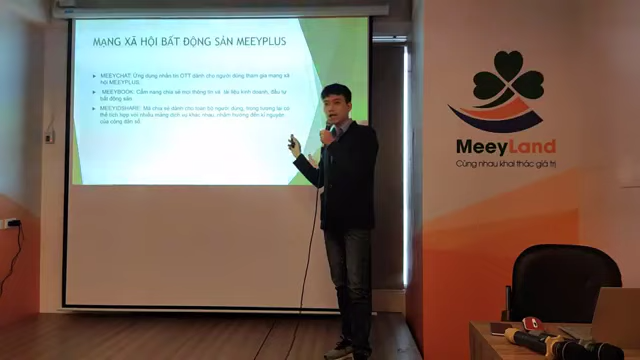 MẠNG XÃ HỘI BẤT ĐỘNG SẢN MEEYPLUS
MEEYCHAT: Ứng dụng nhắn tin OTT dành cho người dùng tham gia mạng xã
hội MEEYPLUS.
MEEYBOOK: Cẩm nang chia sẻ mọi thông tin và tài liệu kinh doanh, đầu tư
bất động sản.
MEEYIDSHARE: Mã chia sẻ dành cho toàn bộ người dùng, trong tương lai có
thể tích hợp với nhiều mảng dịch vụ khác nhau, chạm hướng đến kỉ nguyên
của công dân số.
MeeyLand
Cùng nhau khai thác giá trị